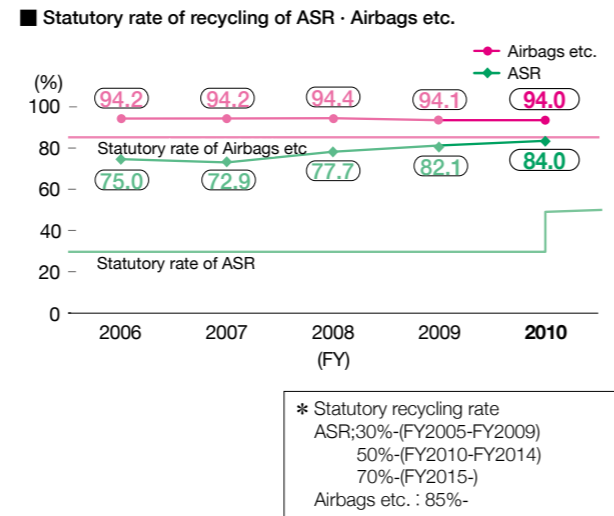 ■ Statutory rate of recycling of ASR · Airbags etc.
Airbags etc.
ASR
(%)
94.2 94.2 94.4 94.1 94.0
100
Statutory rate of Airbags etc
80
75.0 72.9 77.7 82.1 84.0
60
40
Statutory rate of ASR
20
0
2006 2007 2008 2009 2010
(FY)
* Statutory recycling rate
ASR;30%-(FY2005-FY2009)
50%-(FY2010-FY2014)
70%-(FY2015-)
Airbags etc. : 85%-